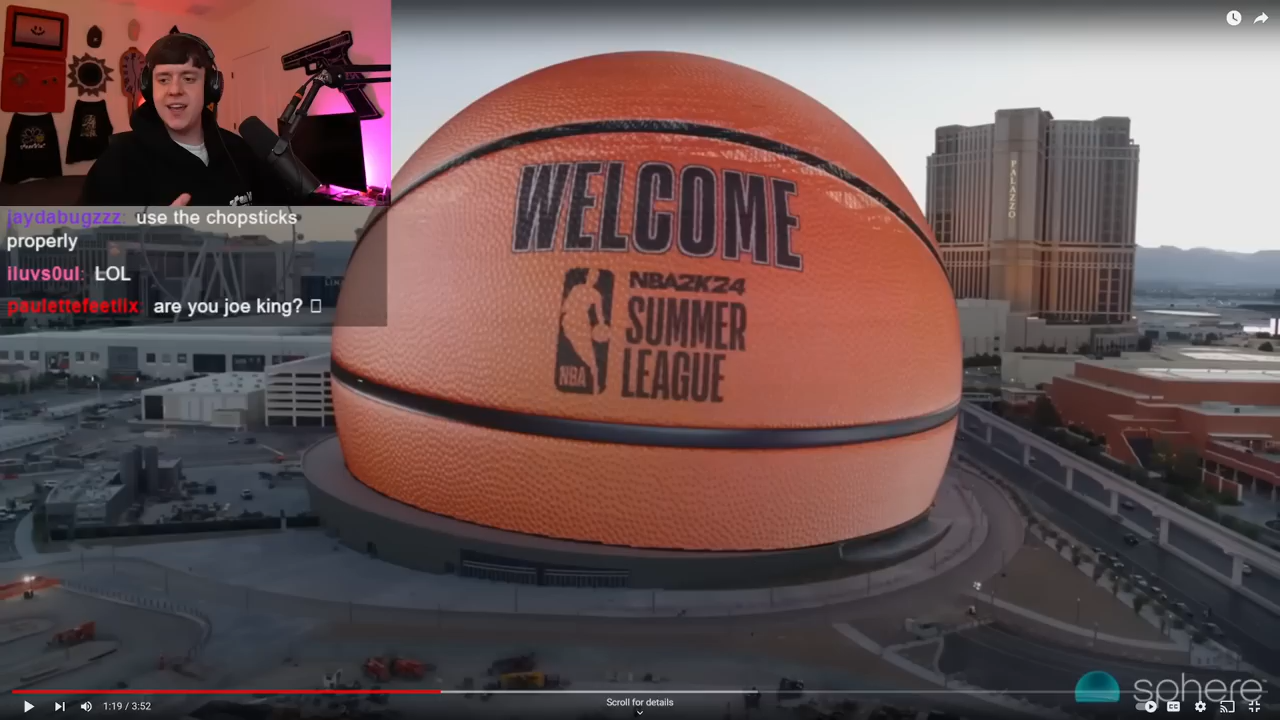 jaydabugzzz: use the chopsticks
properly
iluvs0ul: LOL
paulettefeetlix are you joe king?
WELCOME
NBA2K24
SUMMER
LEAGUE
NBA
PALAZZO
sphere
1:19 / 3:52
Scroll for details